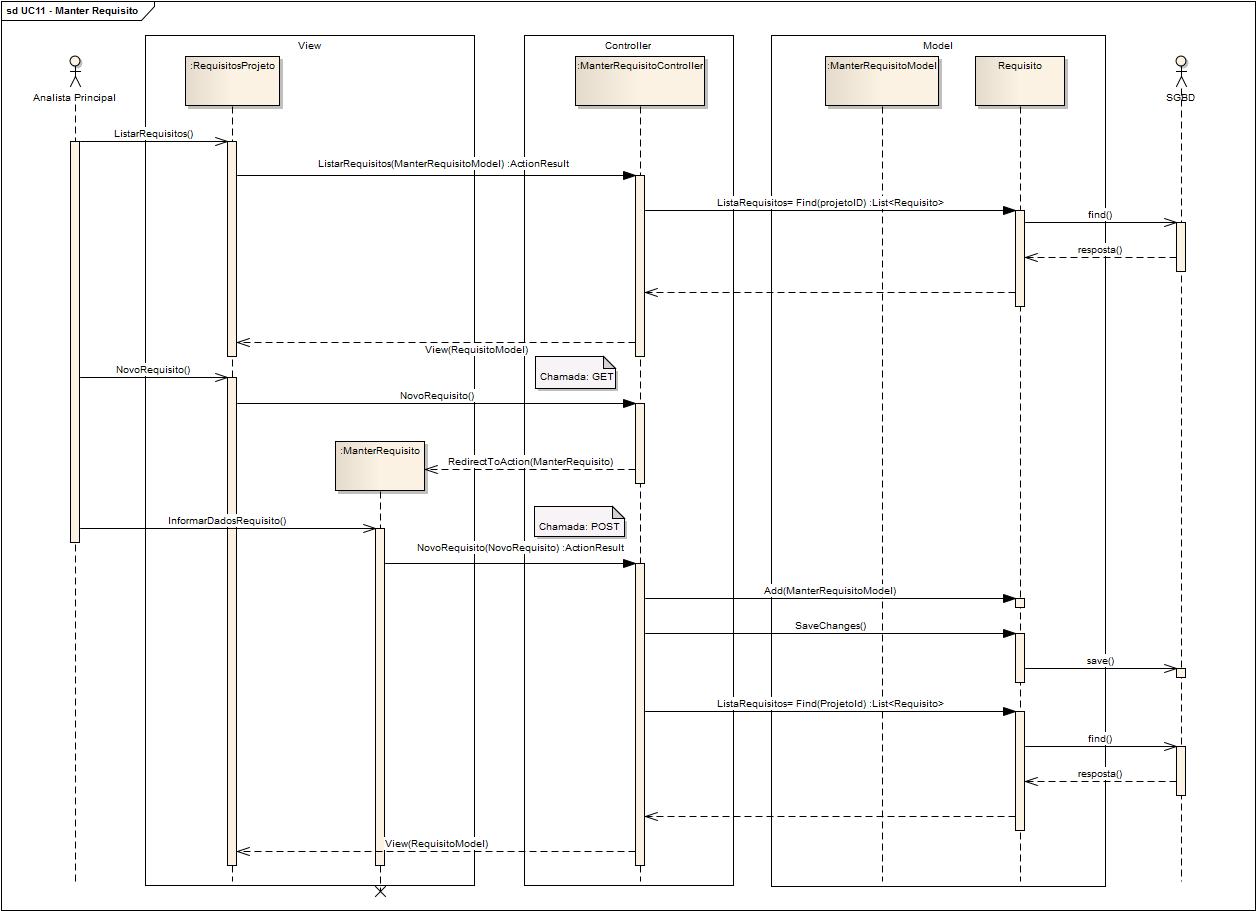 sd UC11 - Manter Requisito
View
Controller
Model
:RequisitosProjeto
:ManterRequisitoController
:ManterRequisitoModel
Requisito
Analista Principal
SGBD
ListarRequisitos()
ListarRequisitos(ManterRequisitoModel) :ActionResult
ListaRequisitos= Find(projetoID) :List<Requisito>
find()
resposta()
View(RequisitoModel)
NovoRequisito()
Chamada: GET
NovoRequisito()
:ManterRequisito
RedirectToAction(ManterRequisito)
InformarDadosRequisito()
Chamada: POST
NovoRequisito(NovoRequisito) :ActionResult
Add(ManterRequisitoModel)
SaveChanges()
save()
ListaRequisitos= Find(ProjetoId) :List<Requisito>
find()
resposta()
View(RequisitoModel)